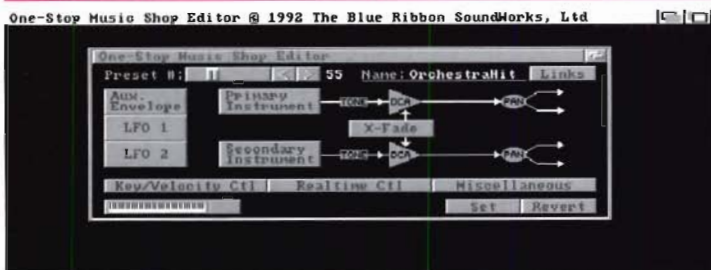 One-Stop Music Shop Editor @ 1992 The Blue Ribbon SoundWorks, Ltd
One-Stop Music Shop Editor
Preset #: 55 Name: OrchestraHit Links
Aux. Envelope
Primary Instrument
TONE DCA PAN
LFO 1
X-Fade
LFO 2
Secondary Instrument
TONE DCA PAN
Key/Velocity Ctl Realtime Ctl Miscellaneous
Set Revert